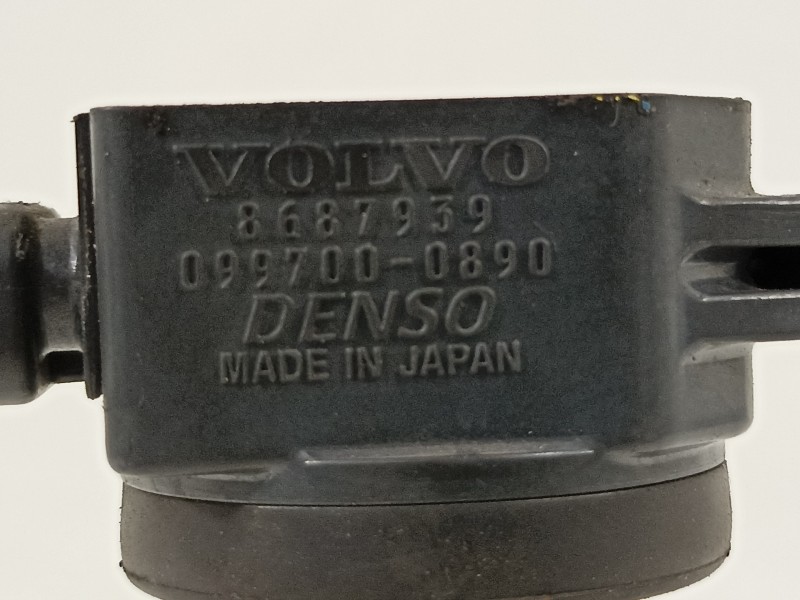 VOLVO
8687939
099700-0890
DENSO
MADE IN JAPAN